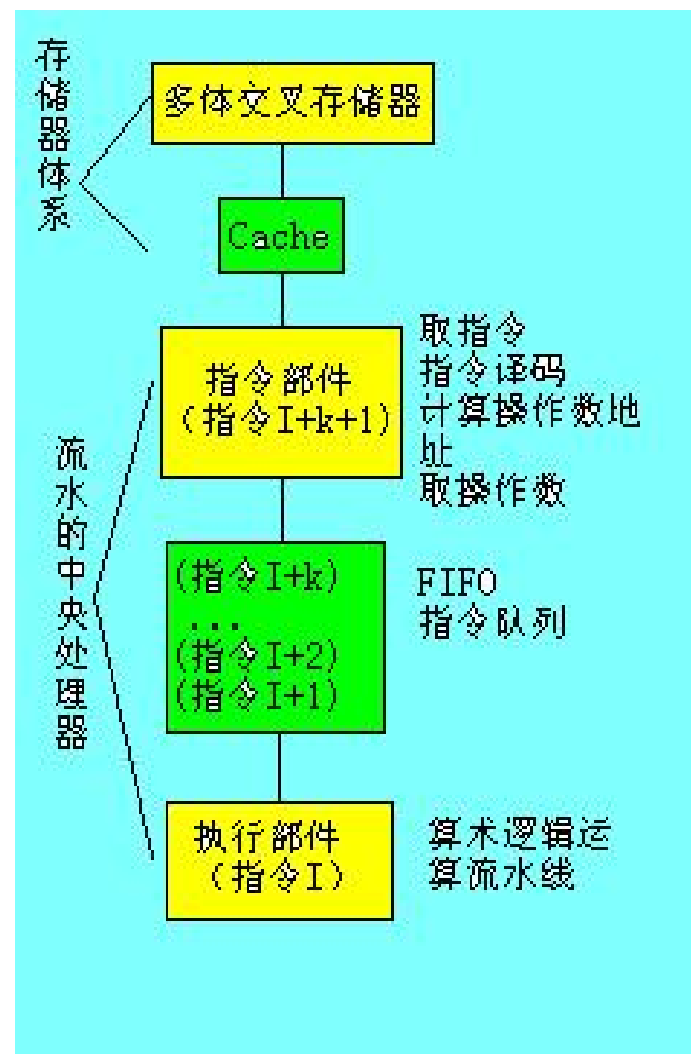 存储器体系
多体交叉存储器
Cache
流水的中央处理器
指令部件
(指令I+k+1)
取指令
指令译码
计算操作数地
址
取操作数
(指令I+k)
...
(指令I+2)
(指令I+1)
FIFO
指令队列
执行部件
(指令I)
算术逻辑运
算流水线